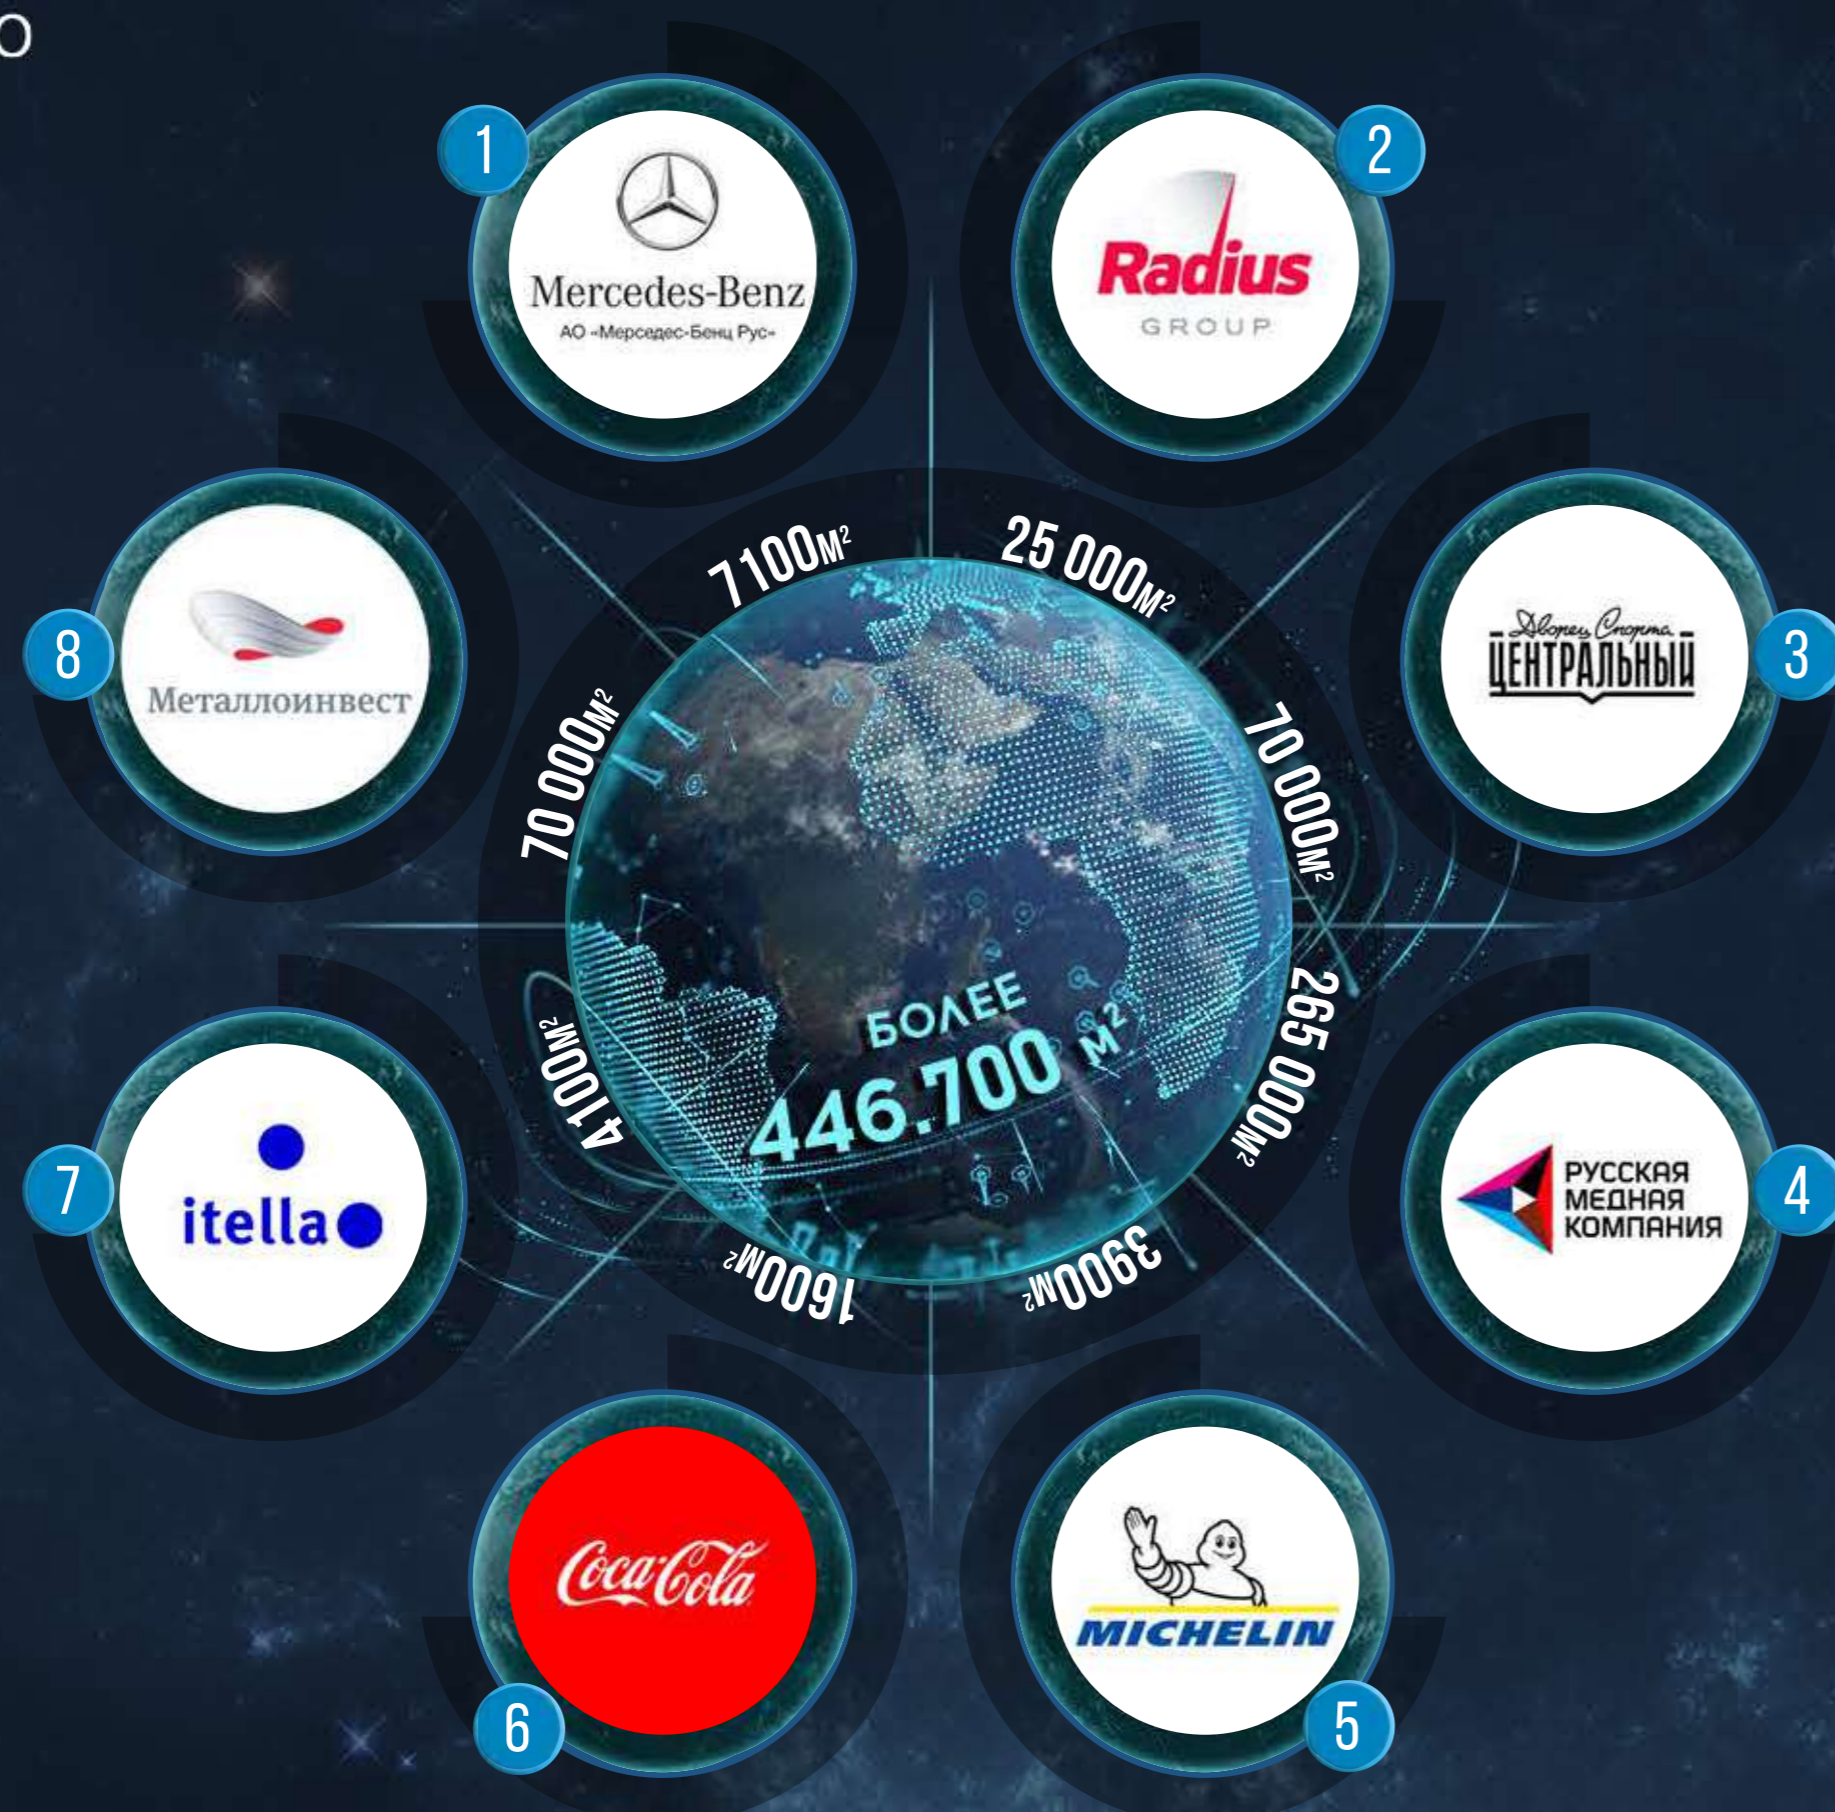 О
1
Mercedes-Benz
АО «Мерседес-Бенц Рус»
2
Radius
GROUP
3
Дворец Спорта
ЦЕНТРАЛЬНЫЙ
4
РУССКАЯ
МЕДНАЯ
КОМПАНИЯ
5
MICHELIN
6
Coca-Cola
7
itella
8
Металлоинвест
7100м²
25 000м²
70 000м²
265 000м²
3900м²
1600м²
4100м²
70 000м²
БОЛЕЕ
446.700 м²